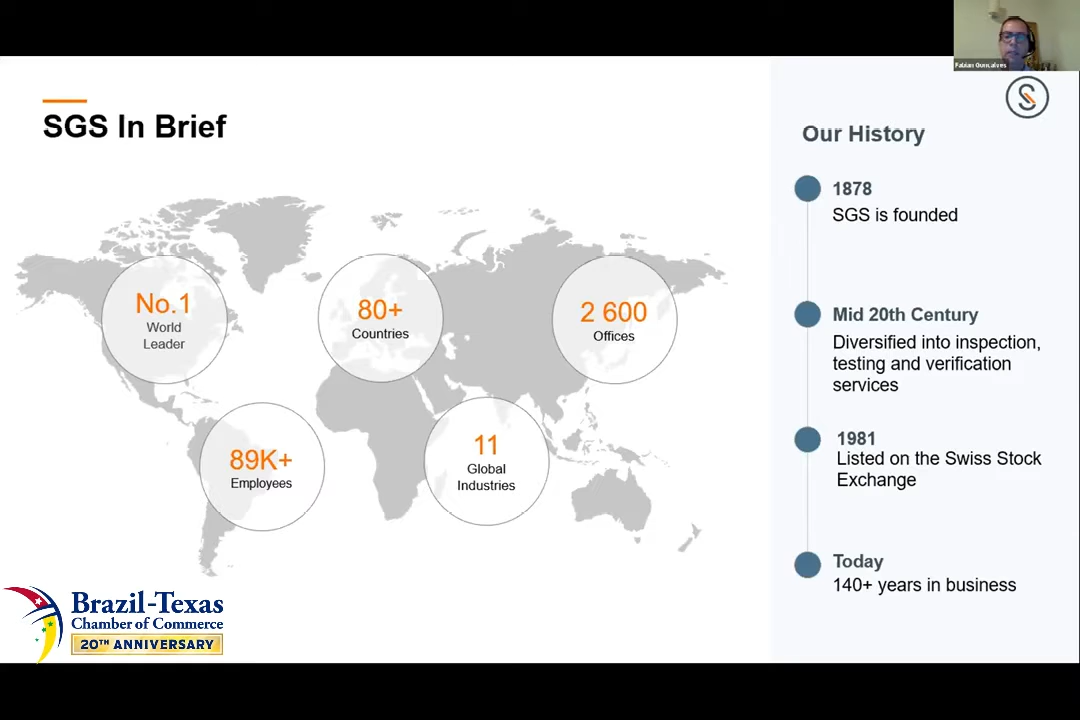 Fabian Goncalves
SGS In Brief
No.1
World
Leader
80+
Countries
2 600
Offices
89K+
Employees
11
Global
Industries
Our History
1878
SGS is founded
Mid 20th Century
Diversified into inspection,
testing and verification
services
1981
Listed on the Swiss Stock
Exchange
Today
140+ years in business
Brazil-Texas
Chamber of Commerce
20TH ANNIVERSARY